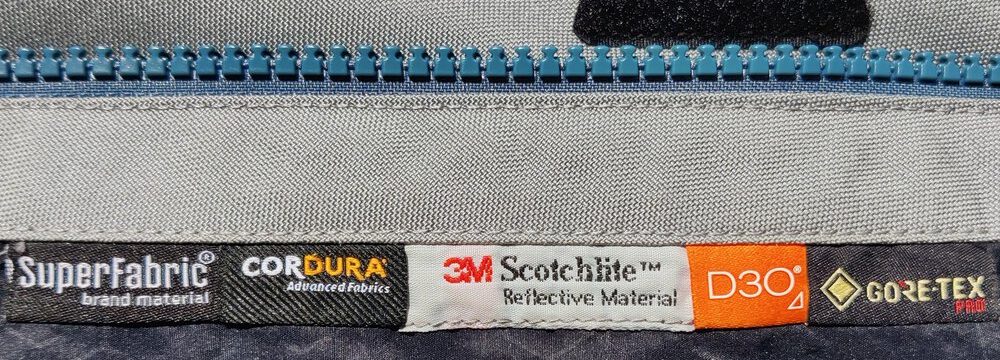 SuperFabric®
brand material
CORDURA®
Advanced Fabrics
3M Scotchlite™
Reflective Material
D3O®
GORE-TEX
PRO